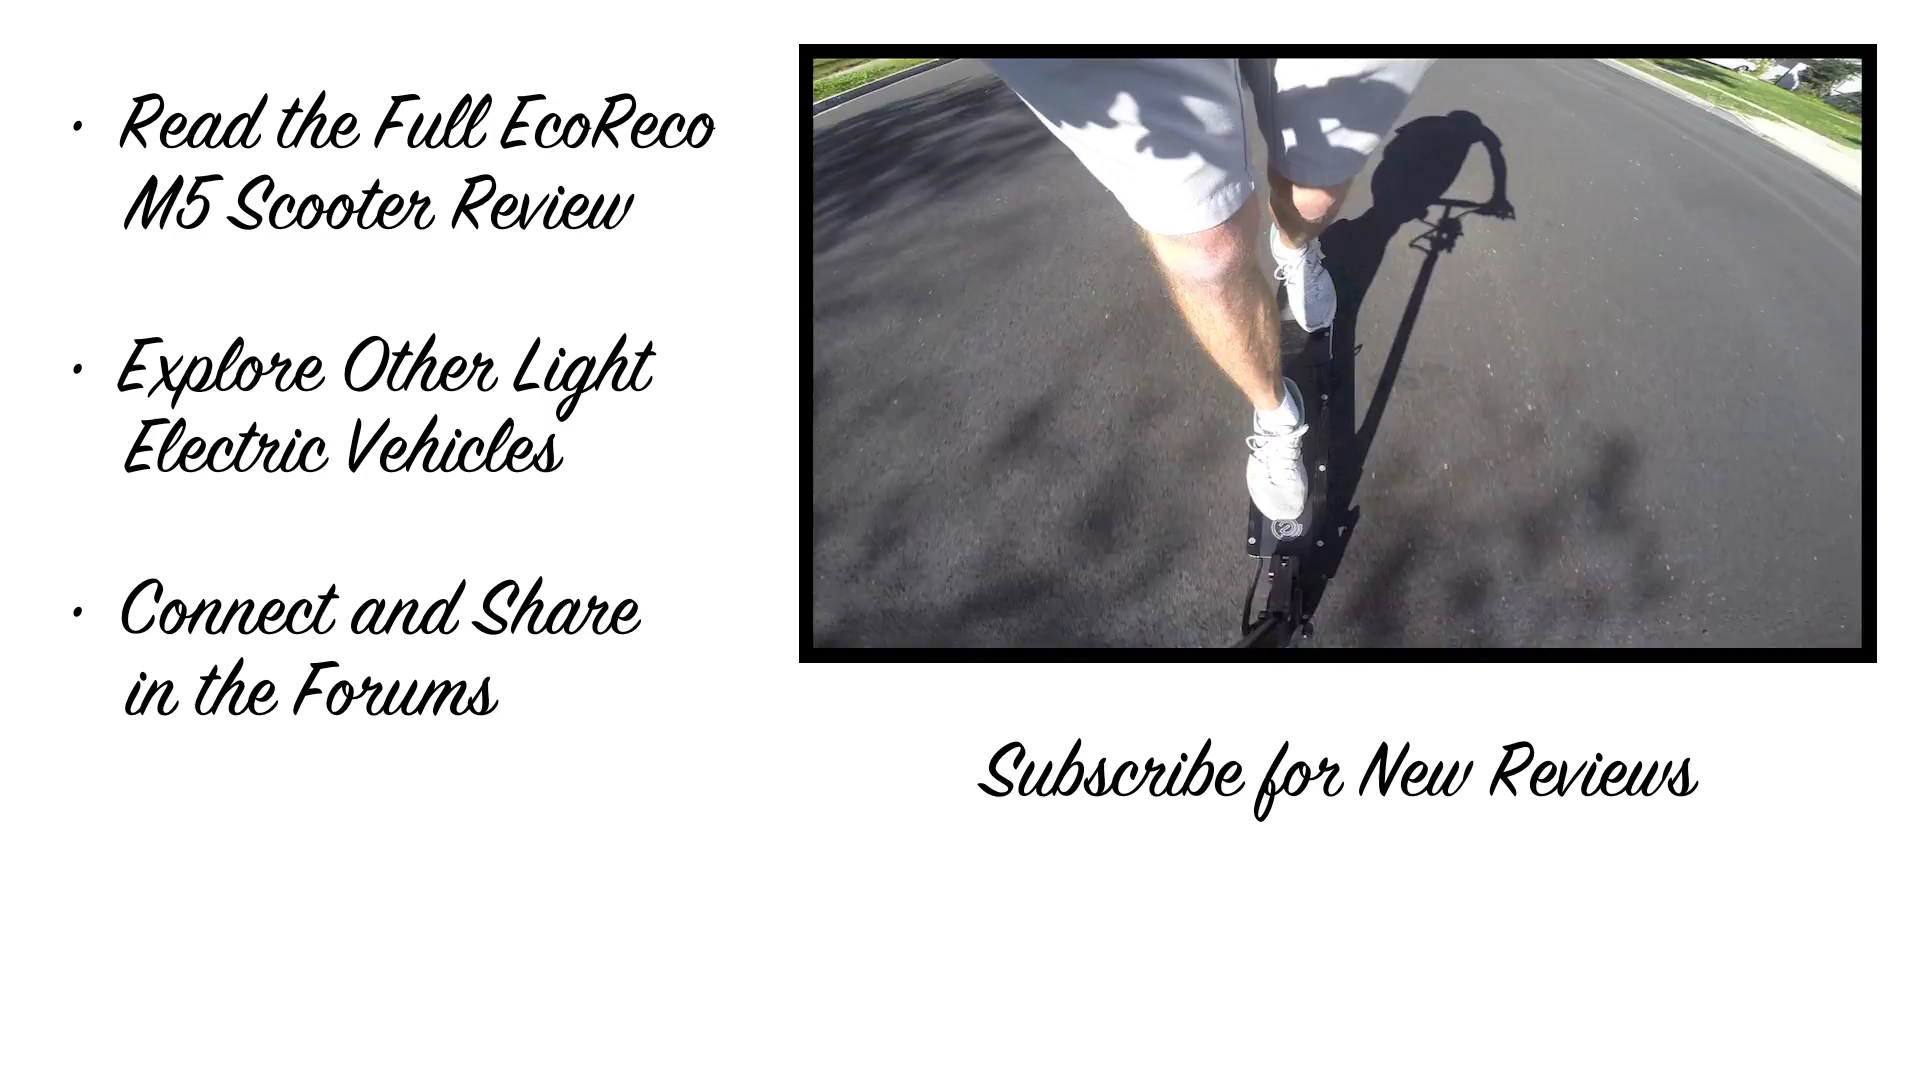 • Read the Full EcoReco
M5 Scooter Review
• Explore Other Light
Electric Vehicles
• Connect and Share
in the Forums
Subscribe for New Reviews